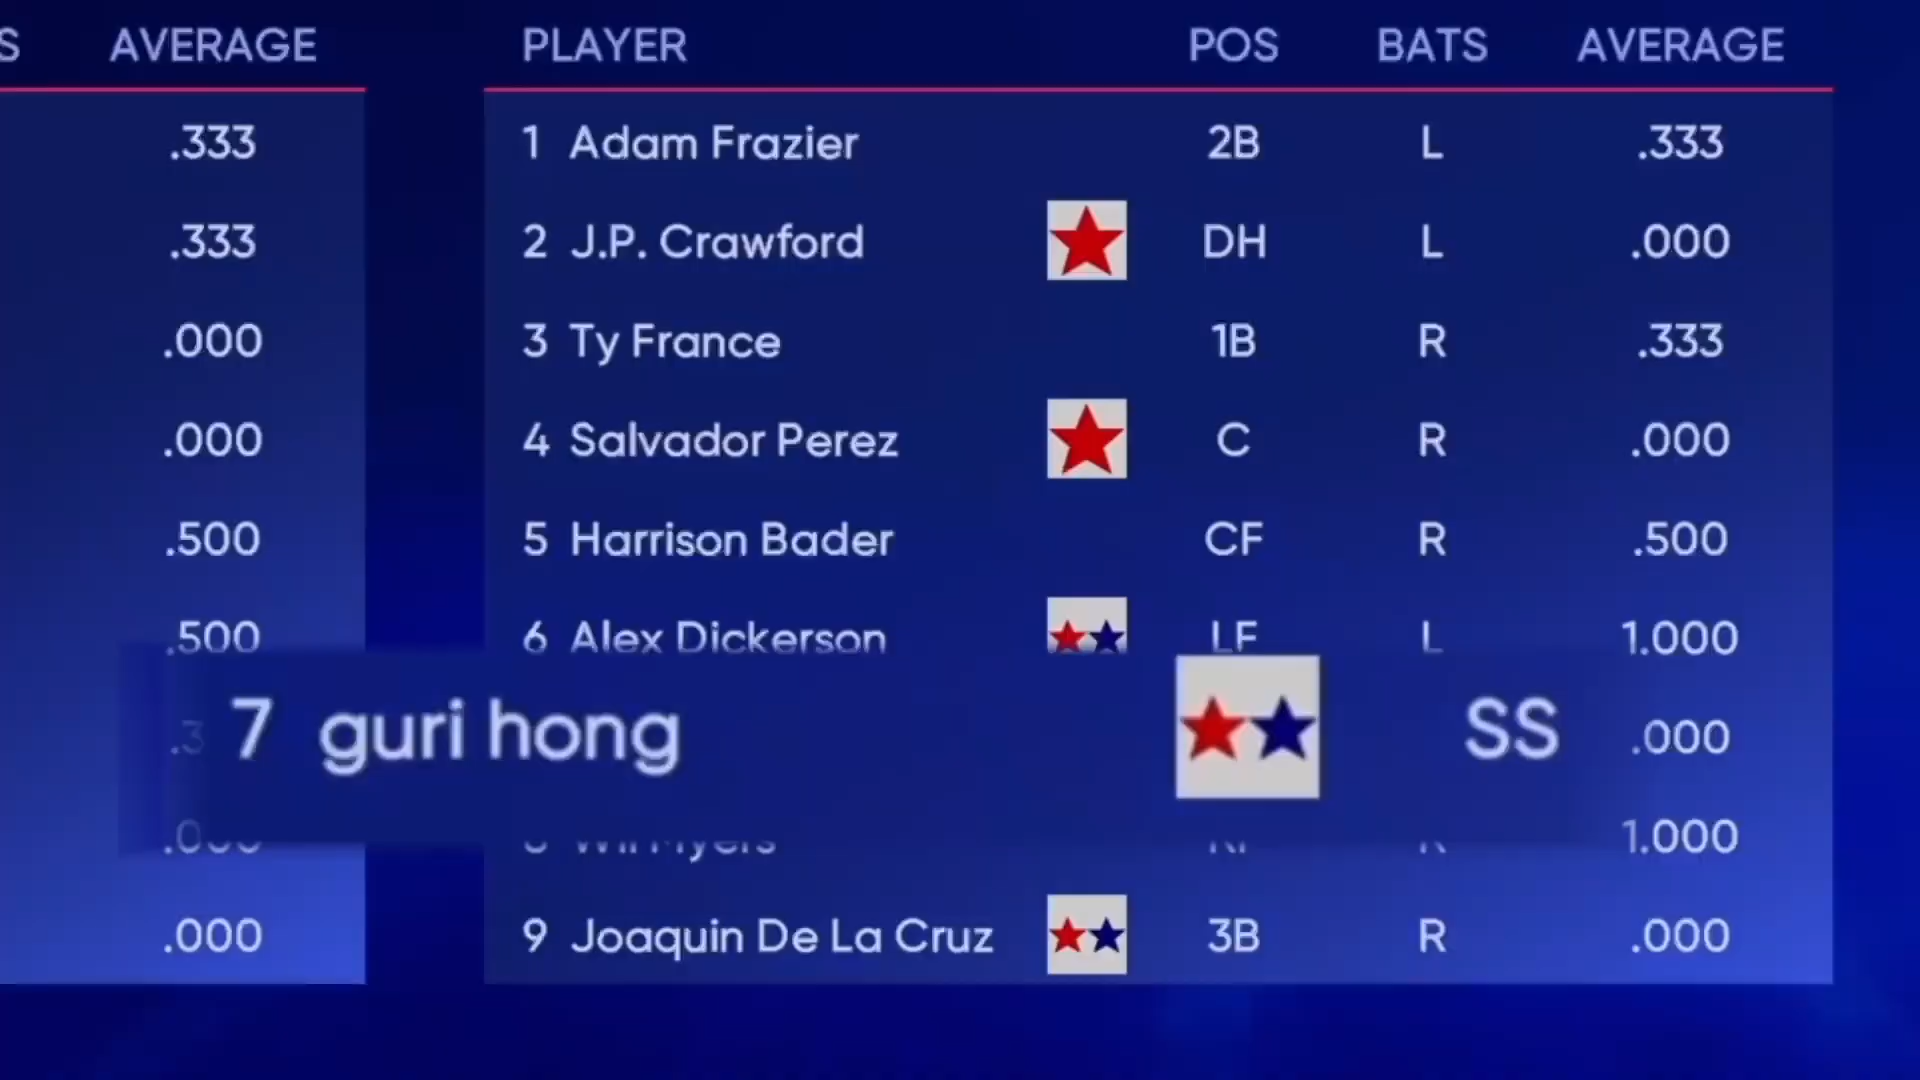 S AVERAGE PLAYER POS BATS AVERAGE
.333 1 Adam Frazier 2B L .333
.333 2 J.P. Crawford DH L .000
.000 3 Ty France 1B R .333
.000 4 Salvador Perez C R .000
.500 5 Harrison Bader CF R .500
.500 6 Alex Dickerson LF L 1.000
7 guri hong SS .000
Wil Myers 1.000
.000 9 Joaquin De La Cruz 3B R .000